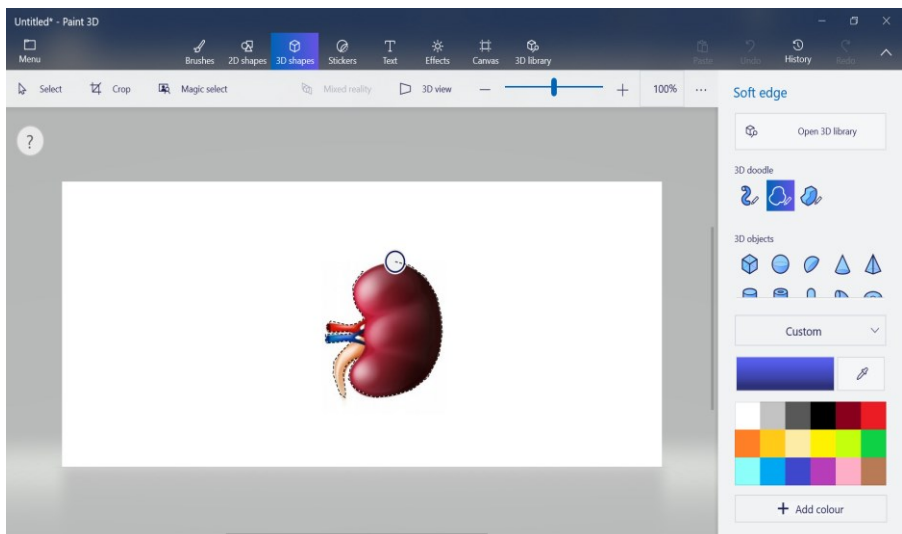 Untitled* - Paint 3D
Menu
Brushes
2D shapes
3D shapes
Stickers
Text
Effects
Canvas
3D library
Paste
Undo
History
Redo
Select
Crop
Magic select
Mixed reality
3D view
100%
Soft edge
?
Open 3D library
3D doodle
3D objects
Custom
Add colour